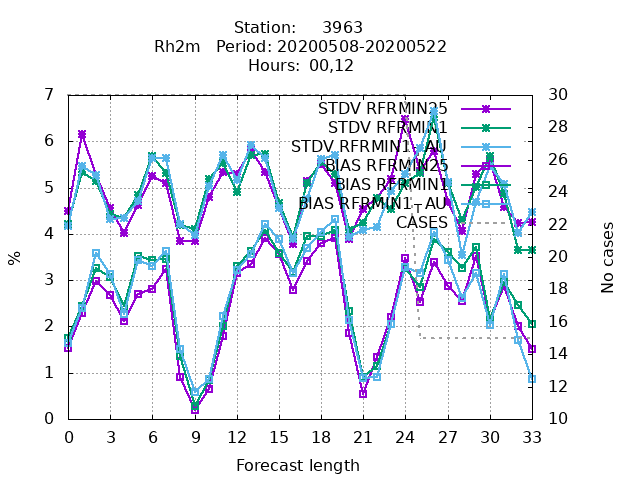 Station: 3963
Rh2m Period: 20200508-20200522
Hours: 00,12
7 30
STDV RFRMIN25
28
STDV RFRMIN1
6
STDV RFRMIN1_AU
26
BIAS RFRMIN25
BIAS RFRMIN1
5 24
BIAS RFRMIN1_AU
CASES 22
4
20
3
18
2 16
14
1
12
0 10
0 3 6 9 12 15 18 21 24 27 30 33
Forecast length
%
No cases